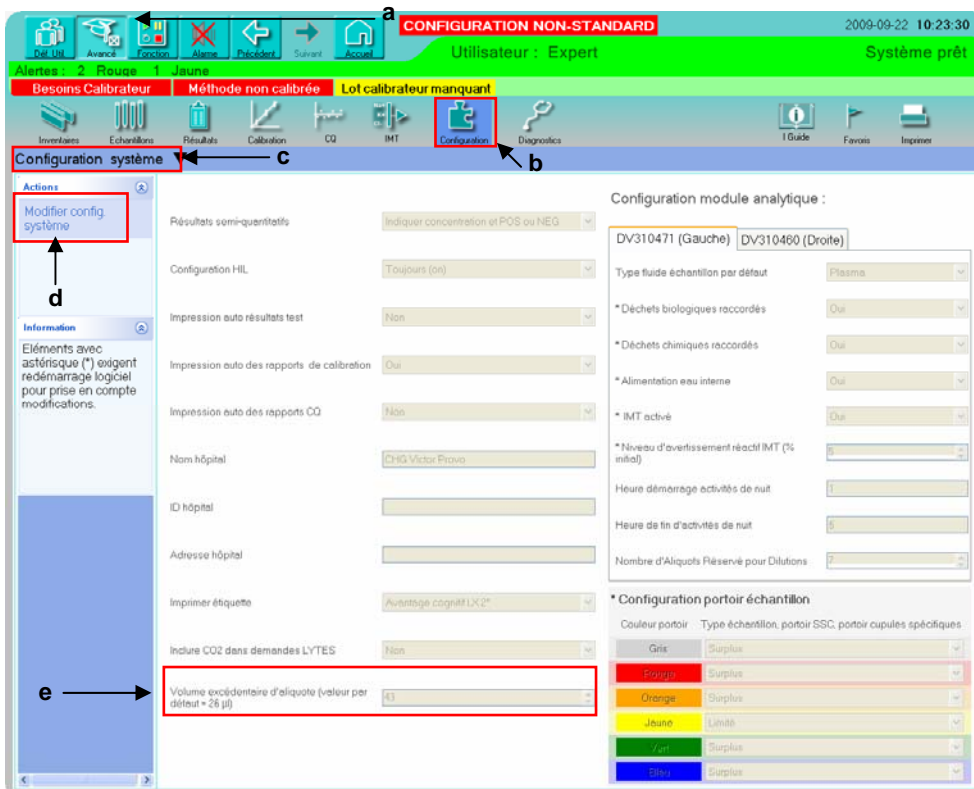 a
CONFIGURATION NON-STANDARD
2009-09-22 10:23:30
Déf. Util. Avancé Fonction Alarme Précédent Suivant Accueil
Utilisateur : Expert
Système prêt
Alertes : 2 Rouge 1 Jaune
Besoins Calibrateur Méthode non calibrée Lot calibrateur manquant
Inventaires Echantillons Résultats Calibration CQ IMT Configuration Diagnostics I Guide Favoris Imprimer
Configuration système
c
b
Actions
Modifier config.
système
d
Information
Eléments avec
astérisque (*) exigent
redémarrage logiciel
pour prise en compte
modifications.
Résultats semi-quantitatifs Indiquer concentration et POS ou NEG
Configuration HIL Toujours (on)
Impression auto résultats test Non
Impression auto des rapports de calibration Oui
Impression auto des rapports CQ Non
Nom hôpital CHG Victor Provo
ID hôpital
Adresse hôpital
Imprimer étiquette Avantage cognitif LX2*
Inclure CO2 dans demandes LYTES Non
e
Volume excédentaire d'aliquote (valeur par
défaut = 26 µl) 43
Configuration module analytique :
DV310471 (Gauche) DV310460 (Droite)
Type fluide échantillon par défaut Plasma
* Déchets biologiques raccordés Oui
* Déchets chimiques raccordés Oui
* Alimentation eau interne Oui
* IMT activé Oui
* Niveau d'avertissement réactif IMT (%
initial) 5
Heure démarrage activités de nuit 1
Heure de fin d'activités de nuit 5
Nombre d'Aliquots Réservé pour Dilutions 2
* Configuration portoir échantillon
Couleur portoir Type échantillon, portoir SSC, portoir cupules spécifiques
Gris Surplus
Rouge Surplus
Orange Surplus
Jaune Limité
Vert Surplus
Bleu Surplus